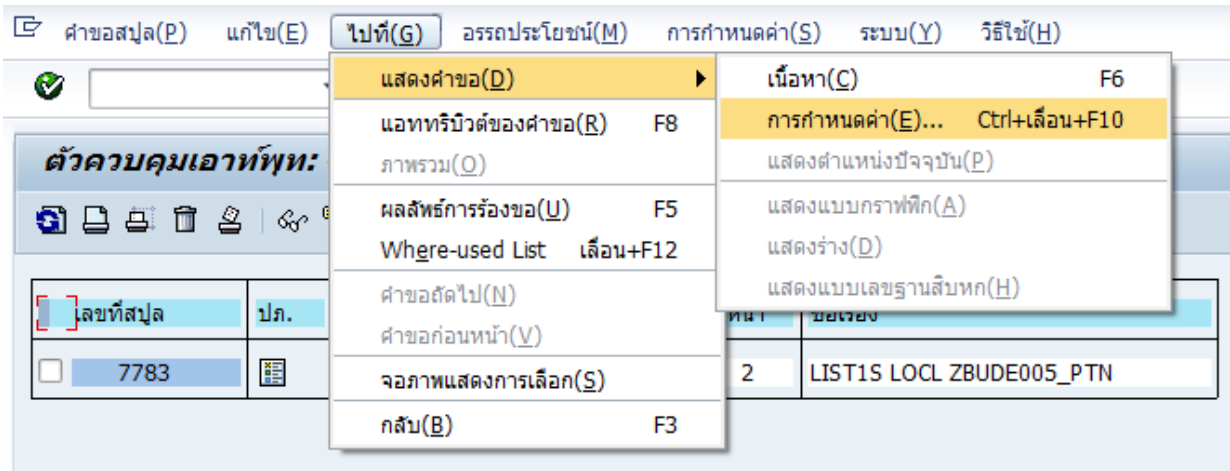 คำขอสปูล(P) แก้ไข(E) ไปที่(G) อรรถประโยชน์(M) การกำหนดค่า(S) ระบบ(Y) วิธีใช้(H)
แสดงคำขอ(D)
แอททริบิวต์ของคำขอ(R) F8
ภาพรวม(O)
ผลลัพธ์การร้องขอ(U) F5
Where-used List เลื่อน+F12
คำขอถัดไป(N)
คำขอก่อนหน้า(V)
จอภาพแสดงการเลือก(S)
กลับ(B) F3
เนื้อหา(C) F6
การกำหนดค่า(E)... Ctrl+เลื่อน+F10
แสดงตำแหน่งปัจจุบัน(P)
แสดงแบบกราฟฟิก(A)
แสดงร่าง(D)
แสดงแบบเลขฐานสิบหก(H)
ตัวควบคุมเอาท์พุท:
เลขที่สปูล ปภ. หน้า ชื่อเรื่อง
7783 2 LIST1S LOCL ZBUDE005_PTN